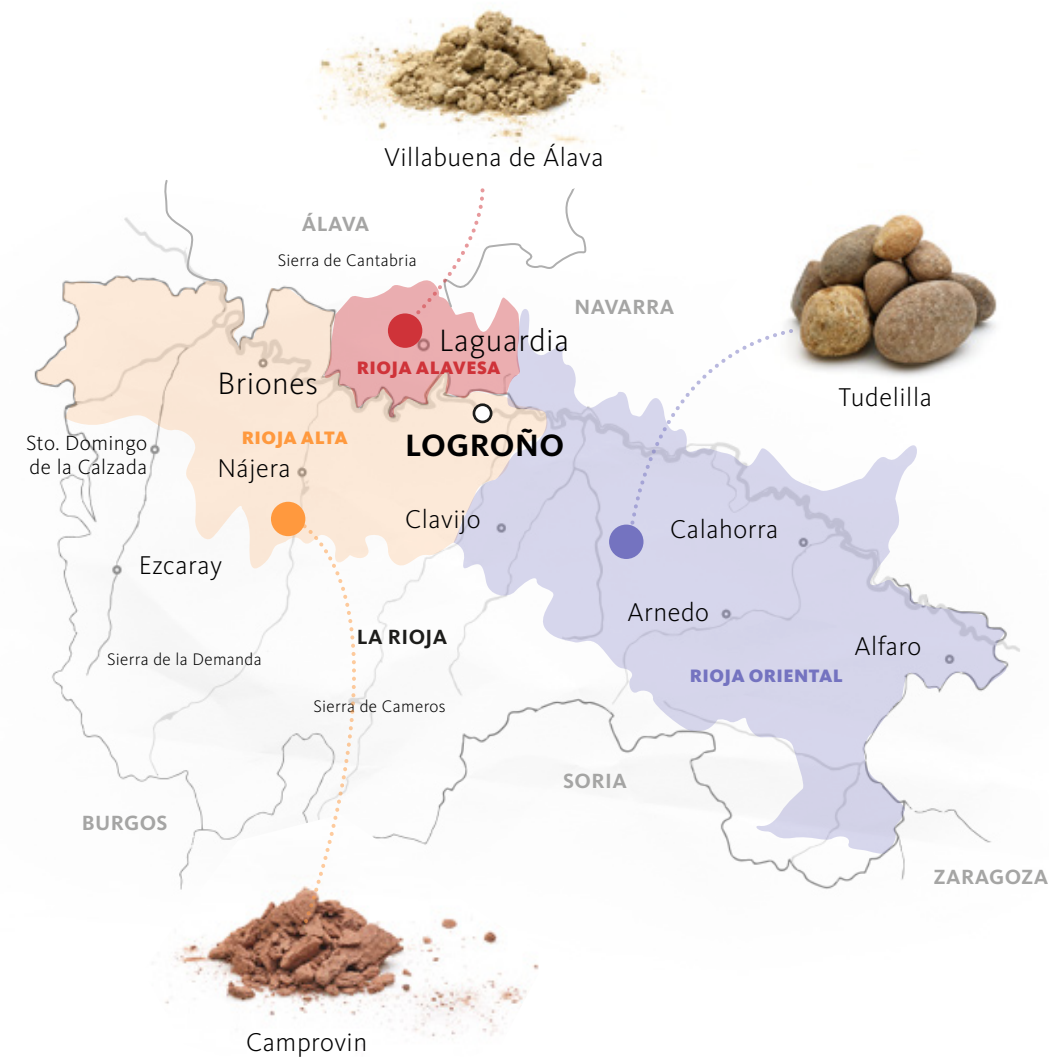 Villabuena de Álava
ÁLAVA
Sierra de Cantabria
NAVARRA
Laguardia
RIOJA ALAVESA
Tudelilla
Briones
LOGROÑO
RIOJA ALTA
Sto. Domingo
de la Calzada
Nájera
Clavijo
Calahorra
Ezcaray
Arnedo
LA RIOJA
Alfaro
Sierra de la Demanda
RIOJA ORIENTAL
Sierra de Cameros
SORIA
BURGOS
ZARAGOZA
Camprovin